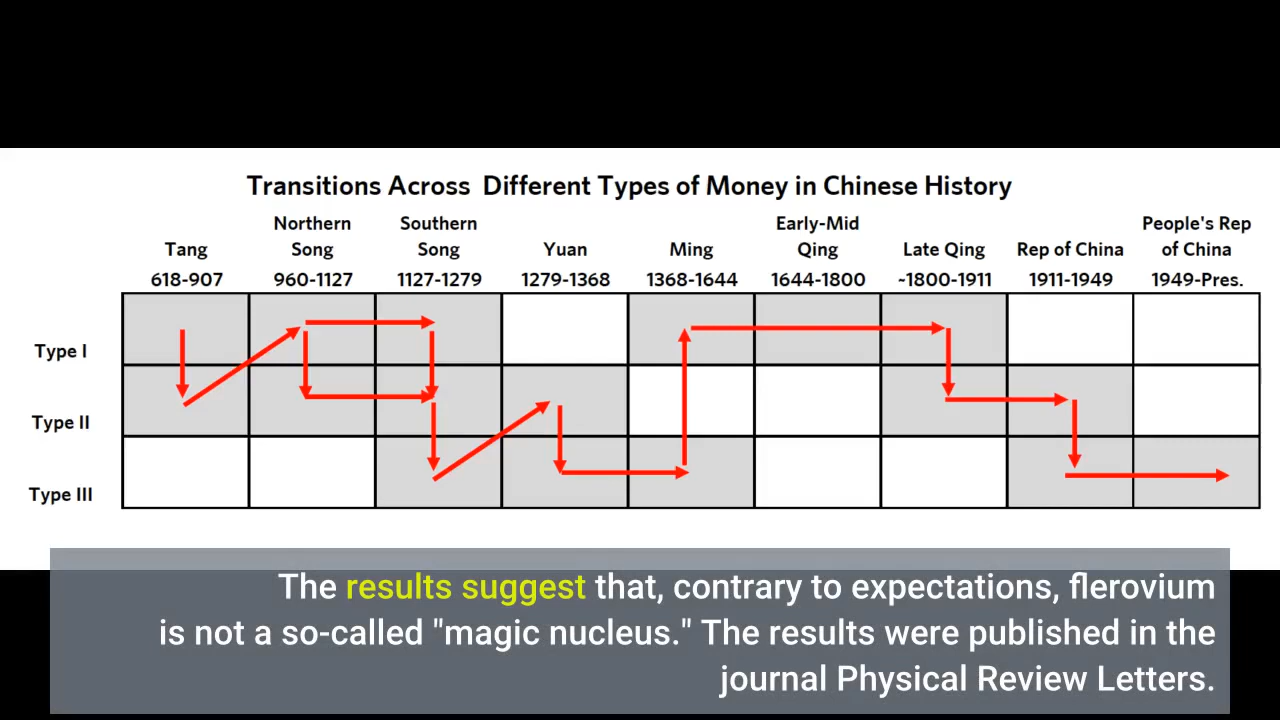 Transitions Across Different Types of Money in Chinese History
Northern Southern Early-Mid People's Rep
Tang Song Song Yuan Ming Qing Late Qing Rep of China of China
618-907 960-1127 1127-1279 1279-1368 1368-1644 1644-1800 ~1800-1911 1911-1949 1949-Pres.
Type I
Type II
Type III
The results suggest that, contrary to expectations, flerovium
is not a so-called "magic nucleus." The results were published in the
journal Physical Review Letters.